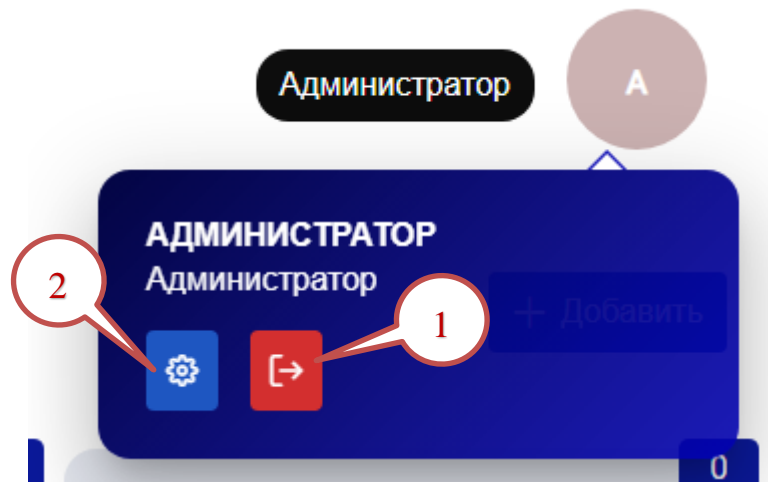 Администратор
A
АДМИНИСТРАТОР
Администратор
2
1
+ Добавить
0